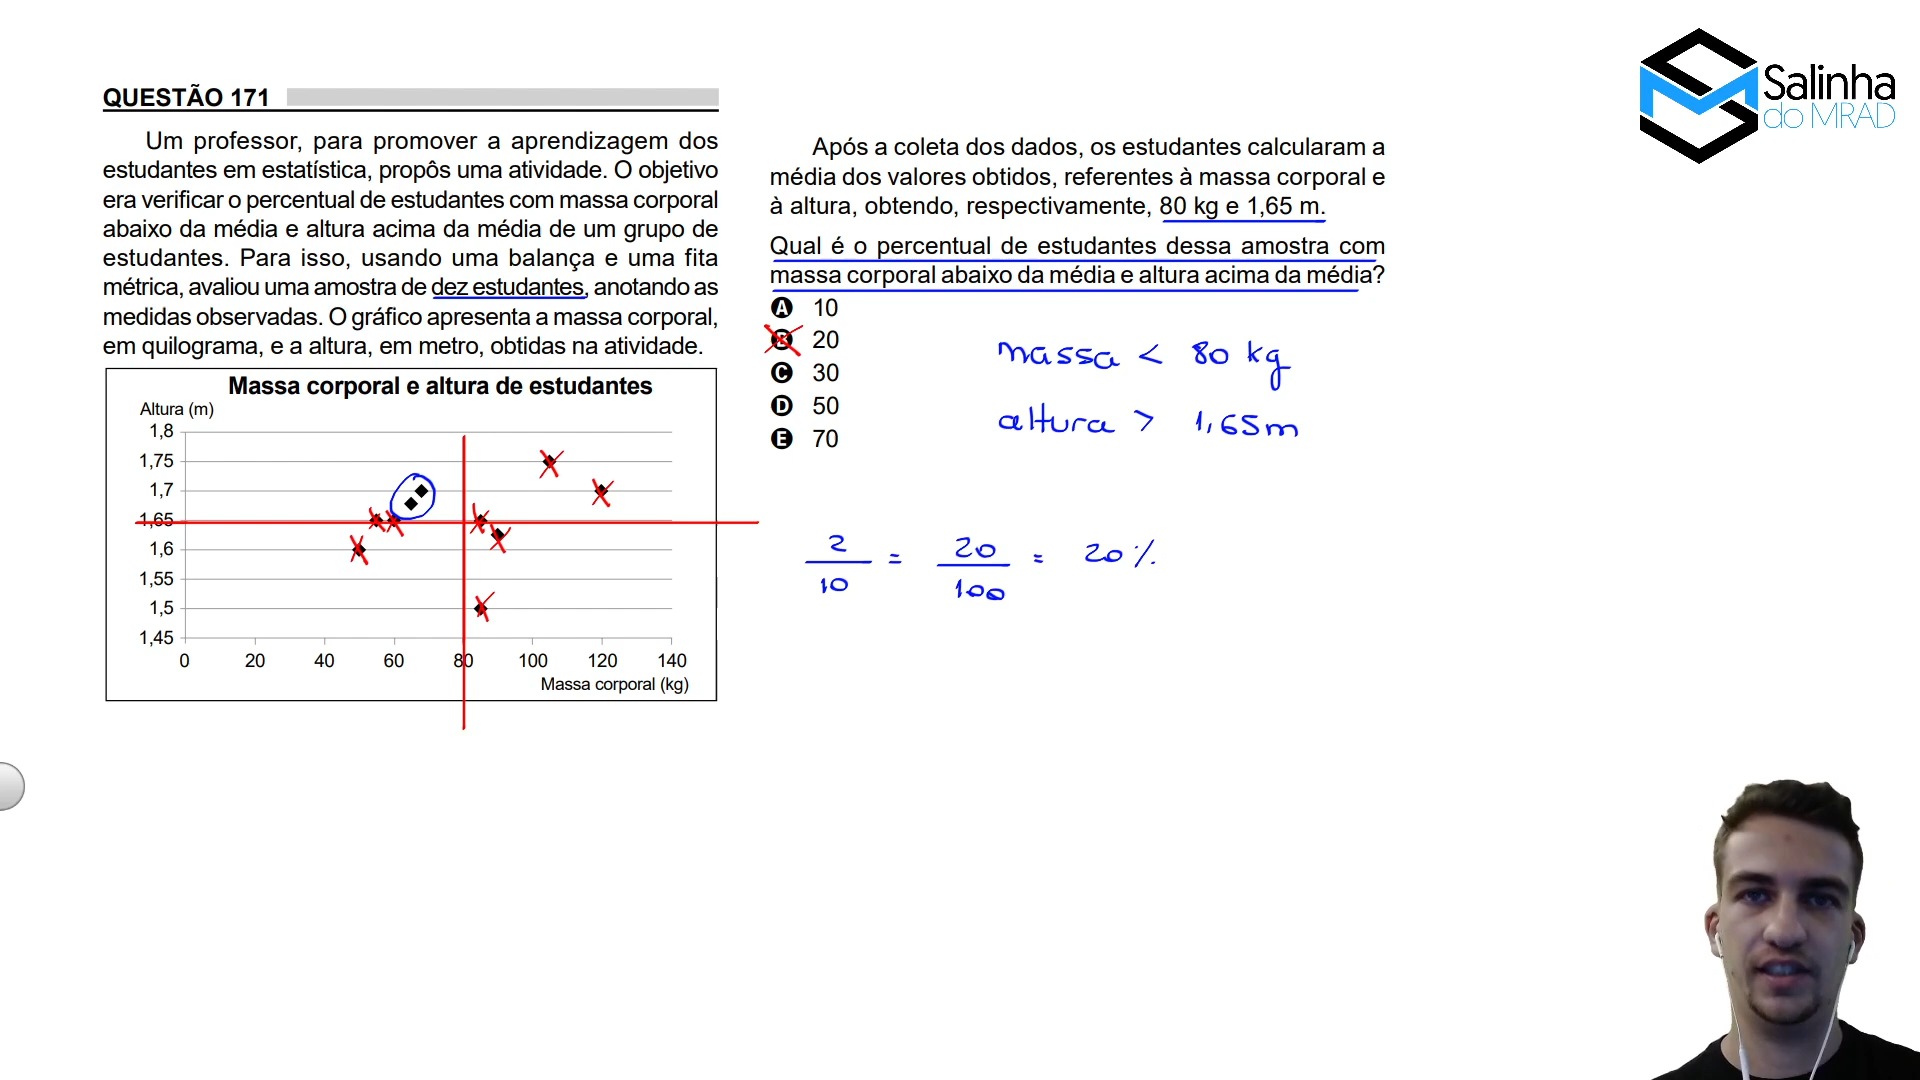 Salinha
do MRAD
QUESTÃO 171
Um professor, para promover a aprendizagem dos
estudantes em estatística, propôs uma atividade. O objetivo
era verificar o percentual de estudantes com massa corporal
abaixo da média e altura acima da média de um grupo de
estudantes. Para isso, usando uma balança e uma fita
métrica, avaliou uma amostra de dez estudantes, anotando as
medidas observadas. O gráfico apresenta a massa corporal,
em quilograma, e a altura, em metro, obtidas na atividade.
Massa corporal e altura de estudantes
Altura (m)
1,8
1,75
1,7
1,65
1,6
1,55
1,5
1,45
0 20 40 60 80 100 120 140
Massa corporal (kg)
Após a coleta dos dados, os estudantes calcularam a
média dos valores obtidos, referentes à massa corporal e
à altura, obtendo, respectivamente, 80 kg e 1,65 m.
Qual é o percentual de estudantes dessa amostra com
massa corporal abaixo da média e altura acima da média?
A 10
B 20
C 30
D 50
E 70
massa < 80 kg
altura > 1,65m
2/10 = 20/100 = 20%